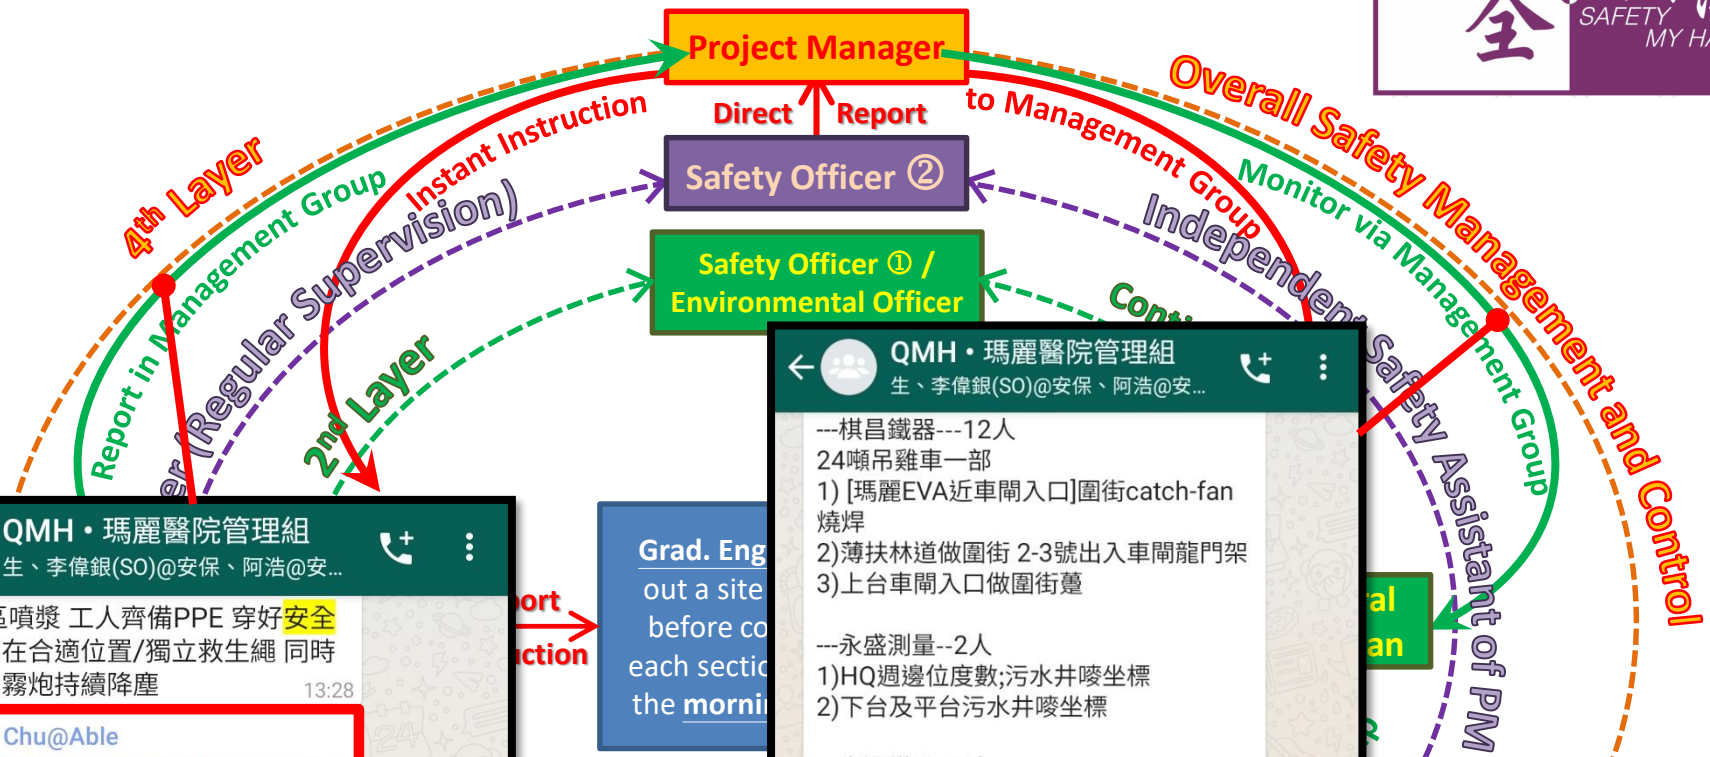 全
SAFETY
MY HA
Project Manager
Direct Report
to Management Group
Instant Instruction
Overall Safety Management and Control
4th Layer
Report in Management Group
Monitor via Management Group
Safety Officer ②
(Regular Supervision)
Independent Safety Assistant of PM
Safety Officer ① /
Environmental Officer
2nd Layer
Conti
QMH • 瑪麗醫院管理組
生、李偉銀(SO)@安保、阿浩@安...
---棋昌鐵器---12人
24噸吊雞車一部
1) [瑪麗EVA近車閘入口]圍街catch-fan
燒焊
2)薄扶林道做圍街 2-3號出入車閘龍門架
3)上台車閘入口做圍街躉
---永盛測量--2人
1)HQ週邊位度數;污水井嘜坐標
2)下台及平台污水井嘜坐標
QMH • 瑪麗醫院管理組
生、李偉銀(SO)@安保、阿浩@安...
噴漿 工人齊備PPE 穿好安全
在合適位置/獨立救生繩 同時
霧炮持續降塵
13:28
Chu@Able
ort
ction
Grad. Eng
out a site
before co
each sectio
the morni
al
an